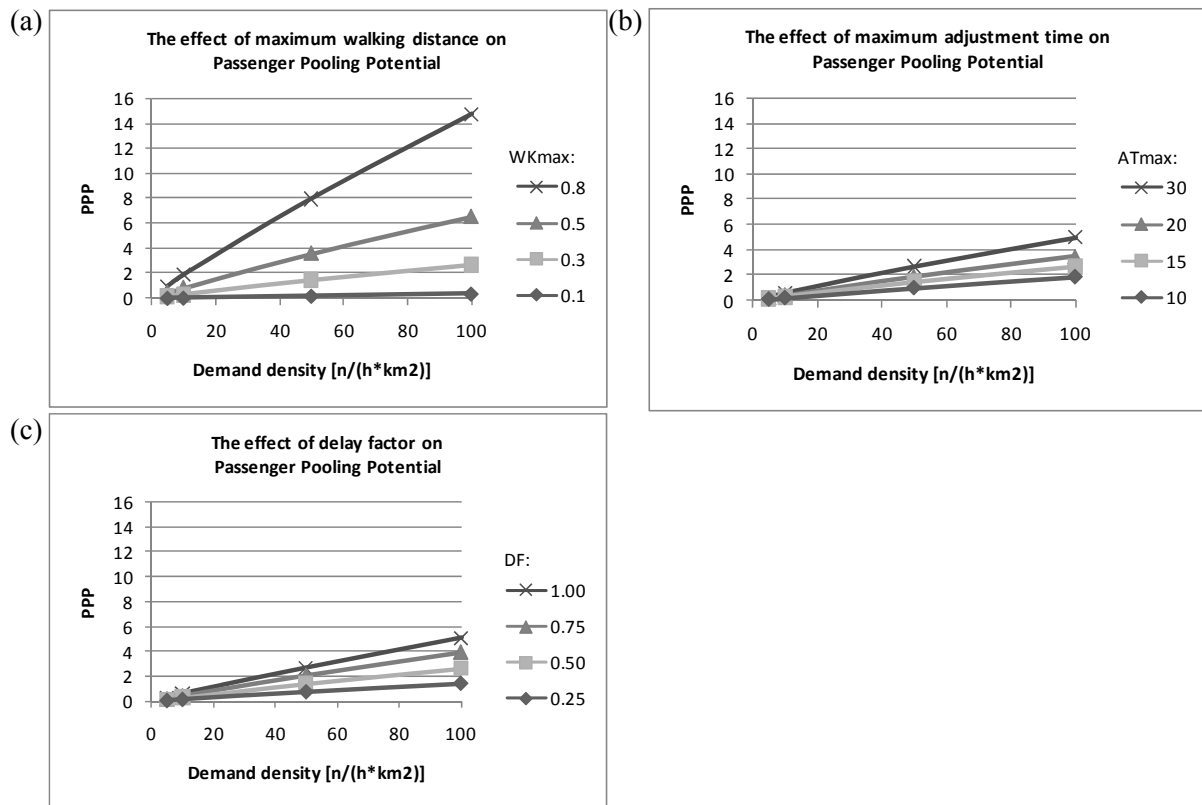 (a)
The effect of maximum walking distance on
Passenger Pooling Potential
16
14
12
10
8
6
4
2
0
PPP
0 20 40 60 80 100
Demand density [n/(h*km2)]
WKmax:
0.8
0.5
0.3
0.1
(b)
The effect of maximum adjustment time on
Passenger Pooling Potential
16
14
12
10
8
6
4
2
0
PPP
0 20 40 60 80 100
Demand density [n/(h*km2)]
ATmax:
30
20
15
10
(c)
The effect of delay factor on
Passenger Pooling Potential
16
14
12
10
8
6
4
2
0
PPP
0 20 40 60 80 100
Demand density [n/(h*km2)]
DF:
1.00
0.75
0.50
0.25